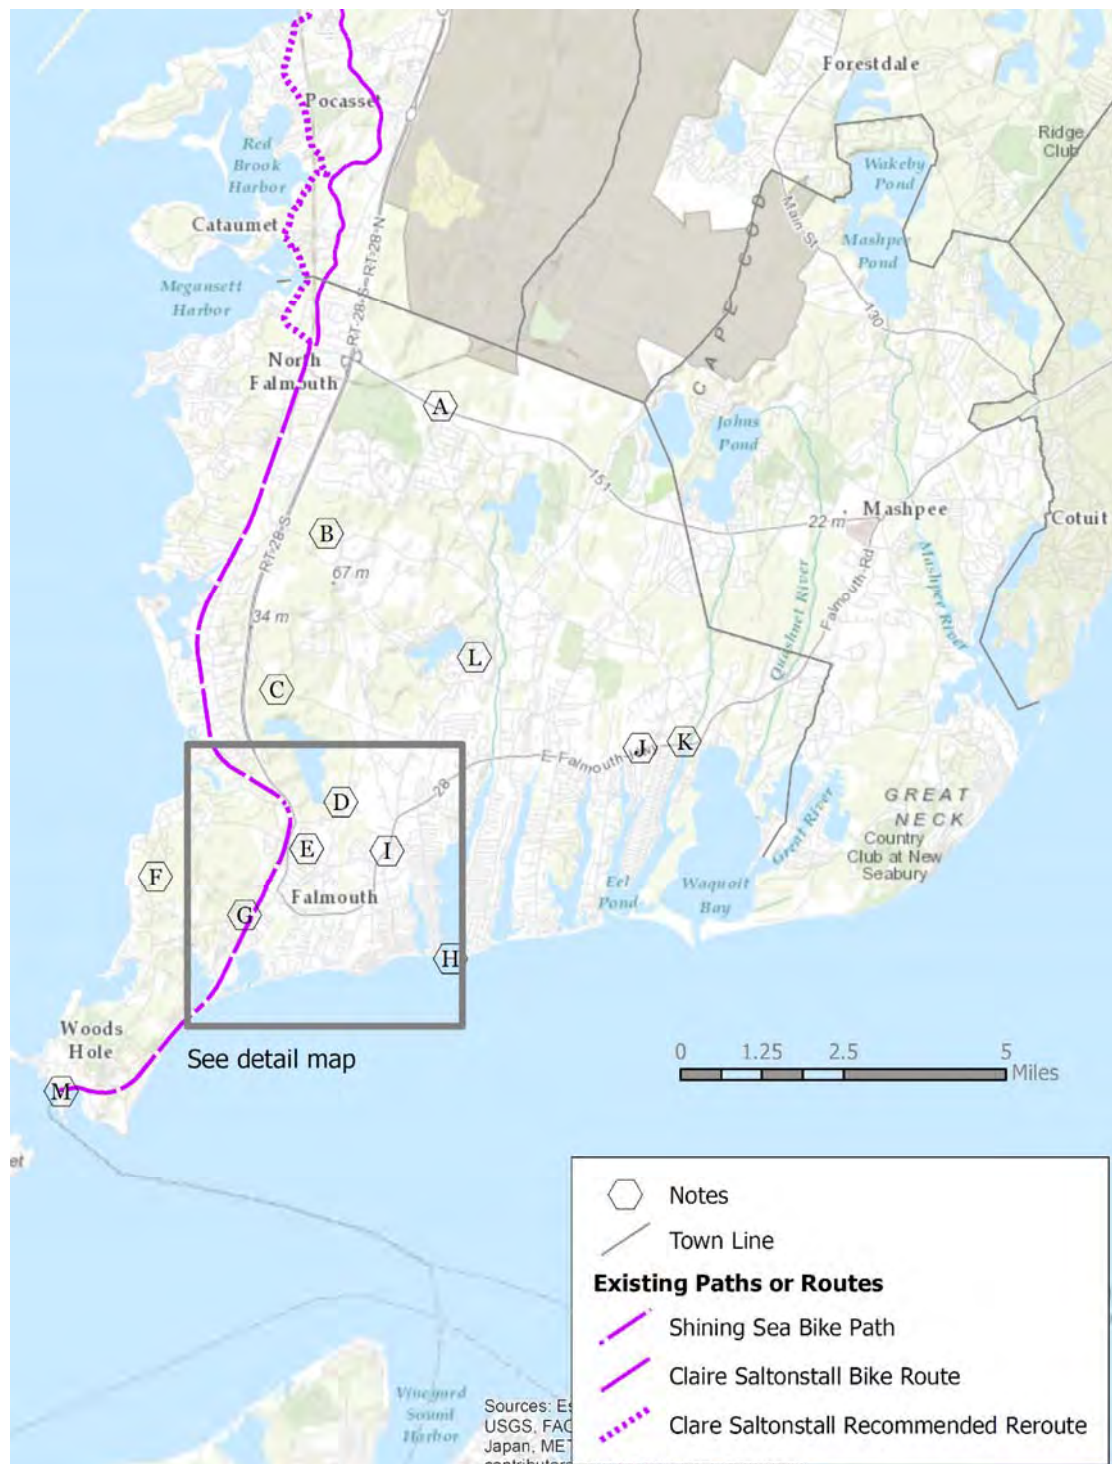 Forestdale
Pocasset
Ridge
Club
Red
Brook
Harbor
Wakeby
Pond
Main St
CAPE COD
Cataumet
RT-28-N
Mashpee
Pond
Megansett
Harbor
RT-28-S
130
North
Falmouth
A
Johns
Pond
151
Mashpee
22 m
Cotuit
RT-28-S
B
67 m
Quashnet River
Falmouth Rd
Mashpee River
34 m
L
C
J
K
E Falmouth
28
D
GREAT
NECK
Country
Club at New
Seabury
Great River
E
I
F
Falmouth
Eel
Pond
Waquoit
Bay
G
H
Woods
Hole
See detail map
0 1.25 2.5 5
Miles
M
et
Notes
Town Line
Existing Paths or Routes
Shining Sea Bike Path
Claire Saltonstall Bike Route
Clare Saltonstall Recommended Reroute
Vineyard
Sound
Harbor
Sources: Es
USGS, FAO
Japan, MET